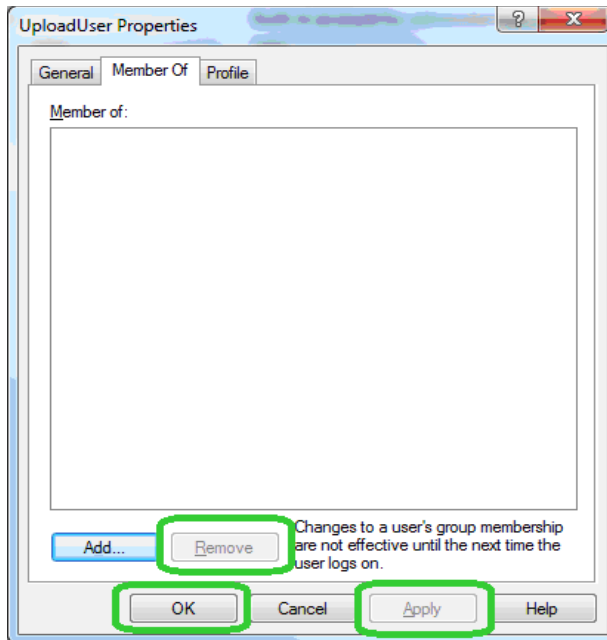 UploadUser Properties
General Member Of Profile
Member of:
Add... Remove
Changes to a user's group membership
are not effective until the next time the
user logs on.
OK Cancel Apply Help